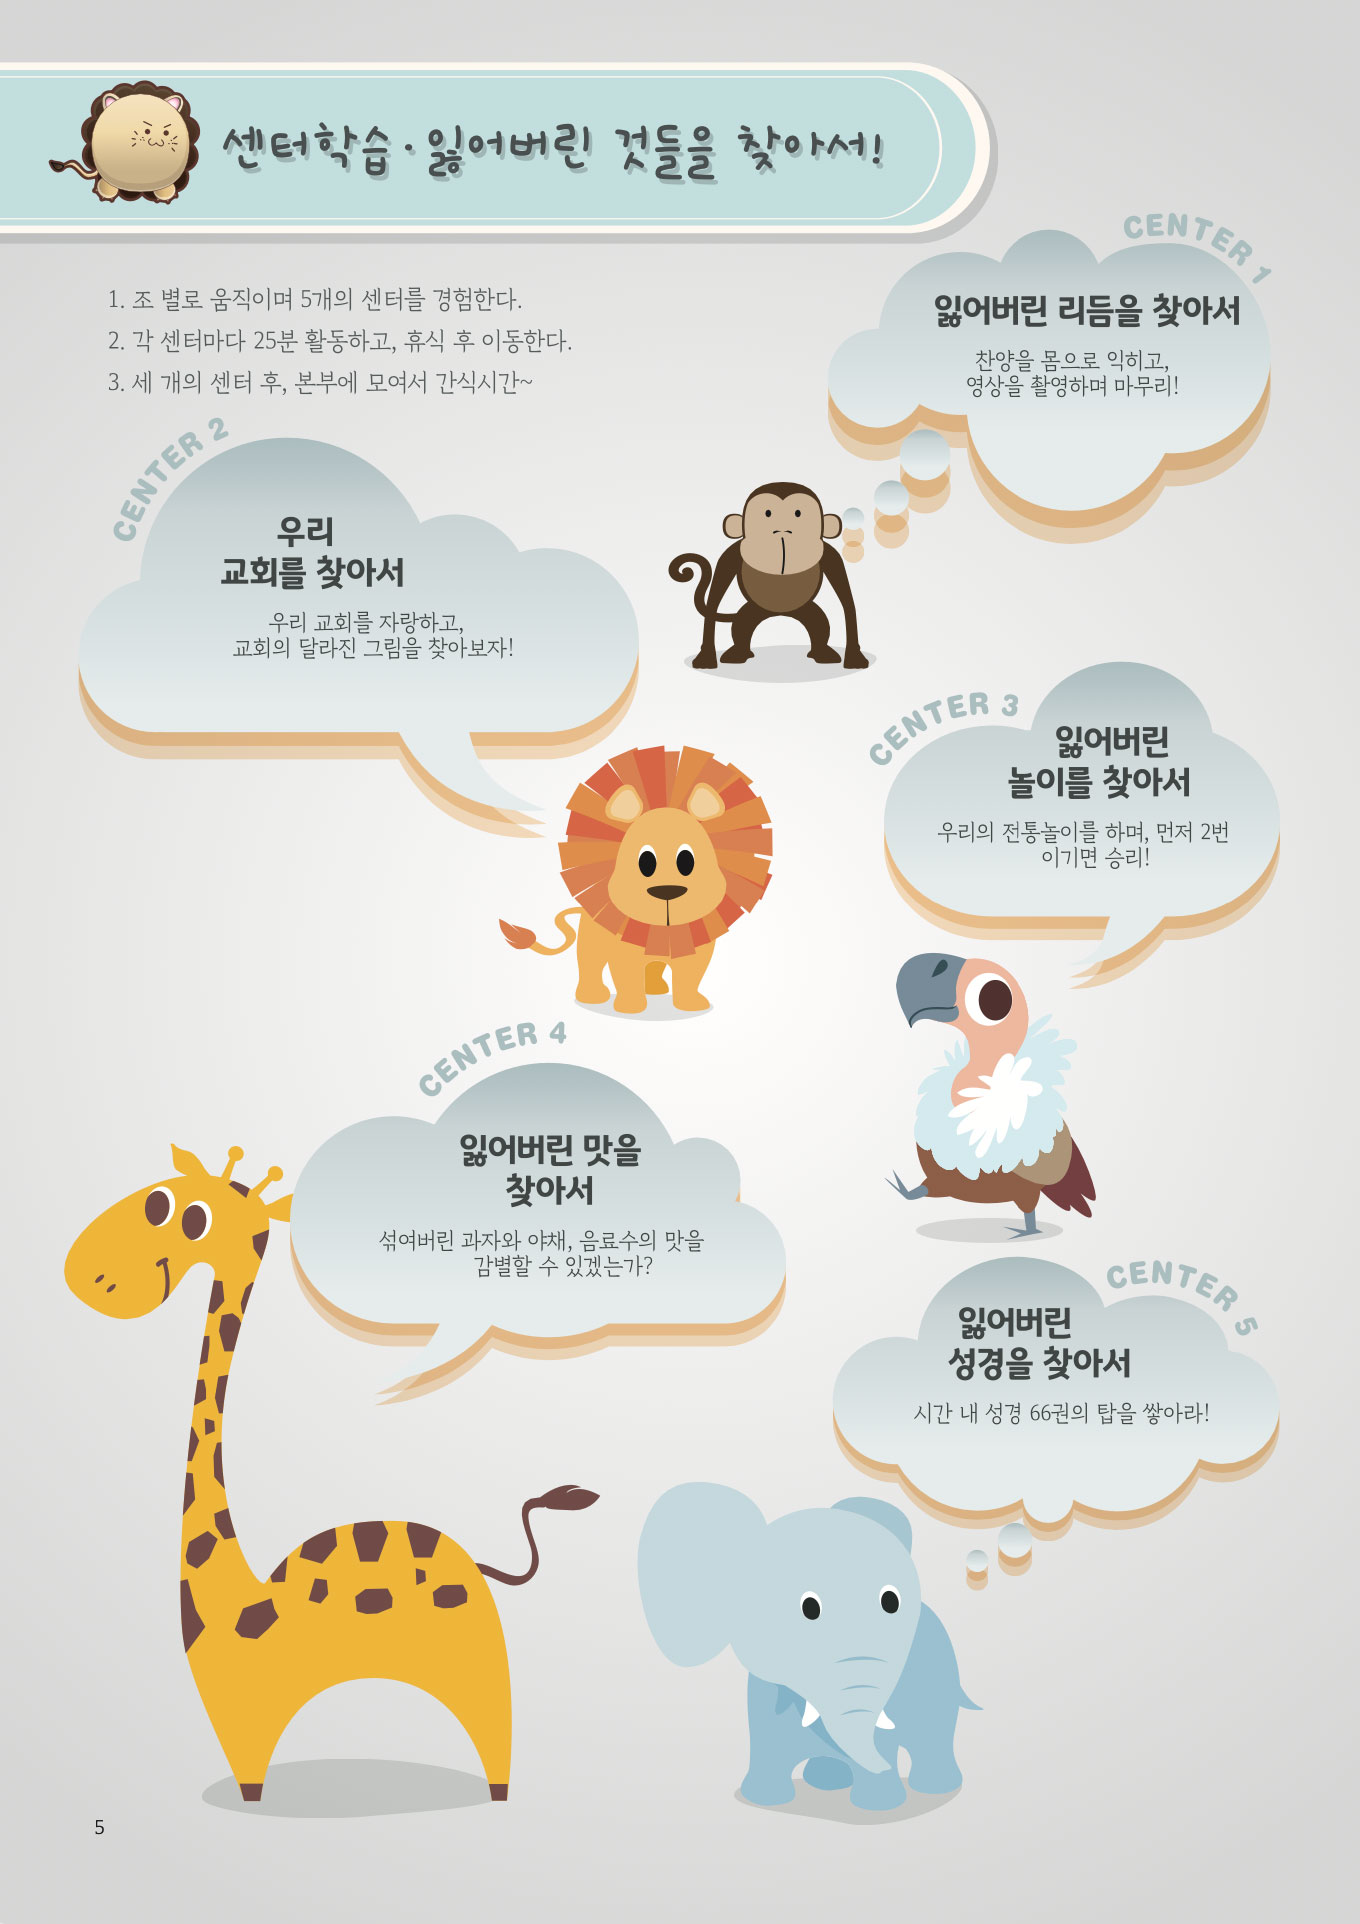 센터학습·잃어버린 것들을 찾아서!
1. 조 별로 움직이며 5개의 센터를 경험한다.
2. 각 센터마다 25분 활동하고, 휴식 후 이동한다.
3. 세 개의 센터 후, 본부에 모여서 간식시간~
CENTER 1
잃어버린 리듬을 찾아서
찬양을 몸으로 익히고,
영상을 촬영하며 마무리!
CENTER 2
우리
교회를 찾아서
우리 교회를 자랑하고,
교회의 달라진 그림을 찾아보자!
CENTER 3
잃어버린
놀이를 찾아서
우리의 전통놀이를 하며, 먼저 2번
이기면 승리!
CENTER 4
잃어버린 맛을
찾아서
섞여버린 과자와 야채, 음료수의 맛을
감별할 수 있겠는가?
CENTER 5
잃어버린
성경을 찾아서
시간 내 성경 66권의 탑을 쌓아라!
5